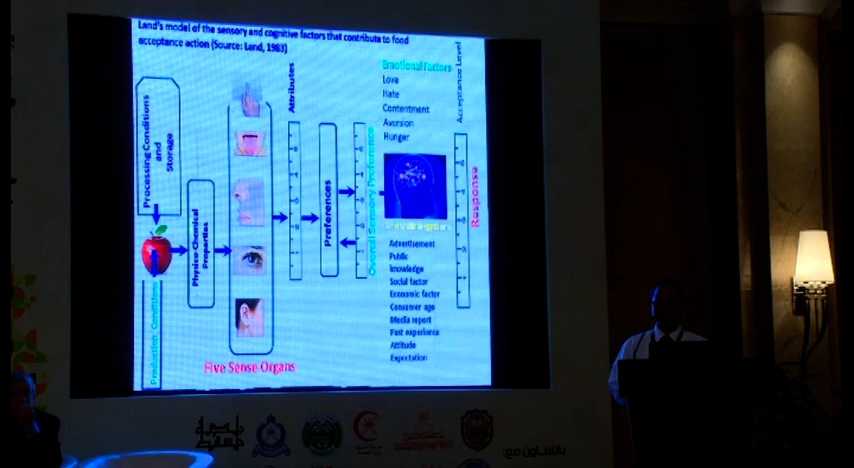 Land's model of the sensory and cognitive factors that contribute to food
acceptance action (Source: Land, 1983)
Processing Conditions
and
Storage
Production Conditions
Physico-Chemical
Properties
Five Sense Organs
Attributes
Preferences
Overall Sensory Preference
Emotional Factors
Love
Hate
Contentment
Aversion
Hunger
Advertisement
Public
knowledge
Social factor
Economic factor
Consumer age
Media report
Past experience
Attitude
Expectation
Acceptance Level
Response
بلدية
مسقط
بالتعاون مع: